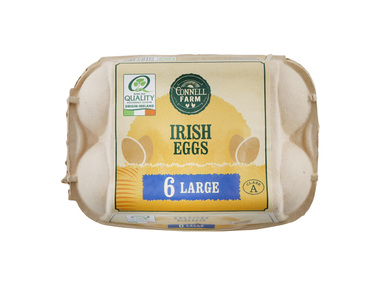 CONNELL
FARM
QUALITY
ORIGIN-IRELAND
IRISH
EGGS
6 LARGE
CLASS
A